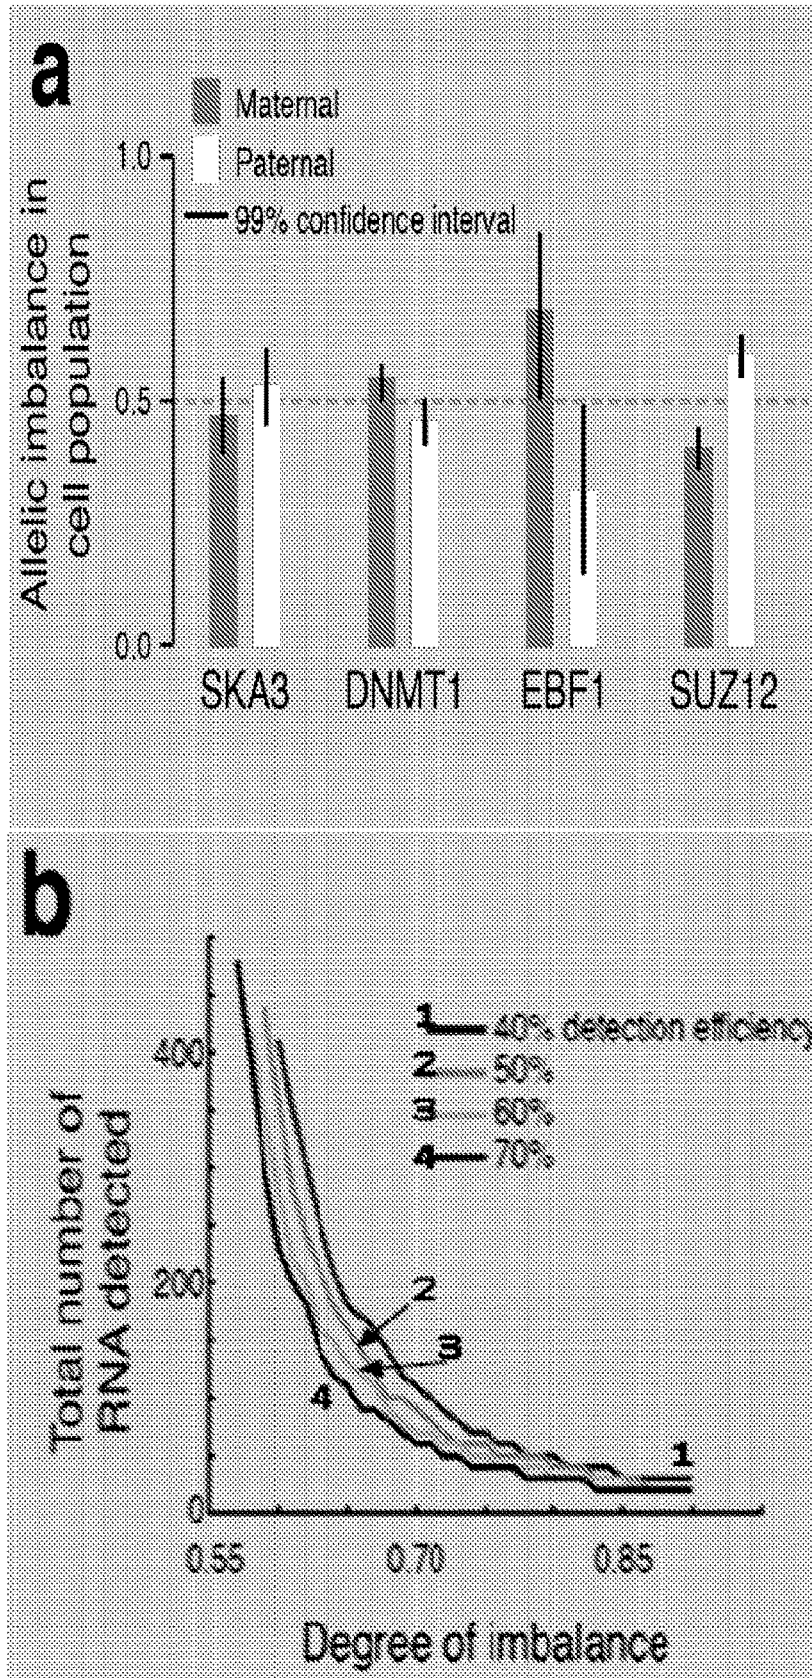 a
Maternal
Paternal
99% confidence interval
Allelic imbalance in
cell population
1.0
0.5
0.0
SKA3 DNMT1 EBF1 SUZ12
b
1 40% detection efficiency
2 50%
3 60%
4 70%
Total number of
RNA detected
400
200
0
2
3
4
1
0.55 0.70 0.85
Degree of imbalance